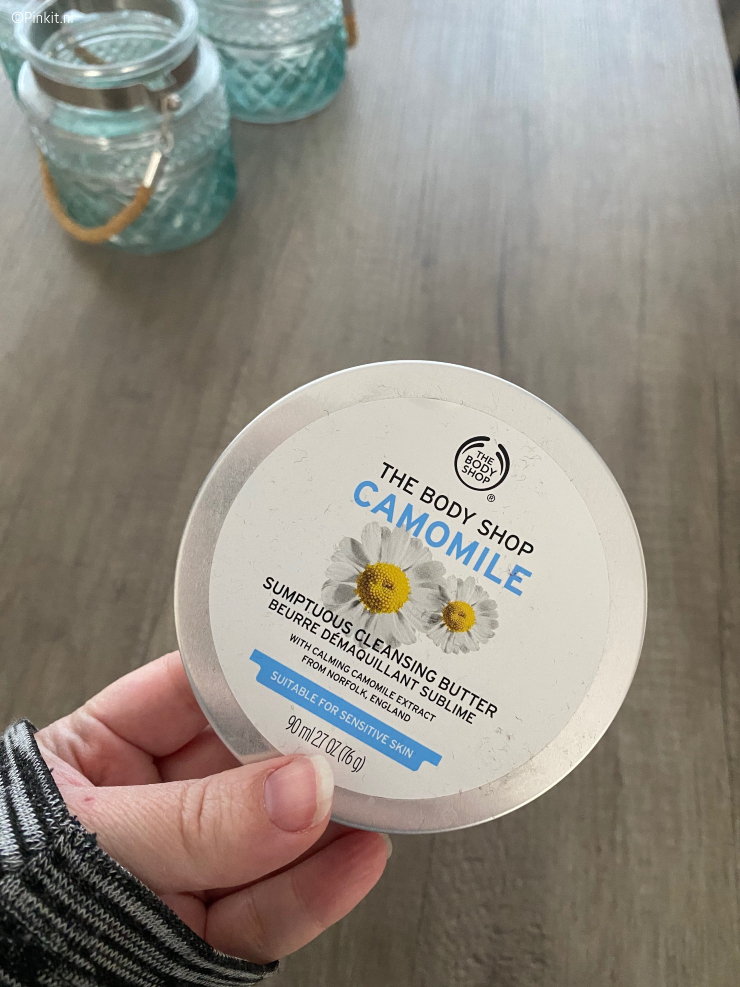 ©Pinkit.nl
THE
BODY
SHOP
®
THE BODY SHOP
CAMOMILE
SUMPTUOUS CLEANSING BUTTER
BEURRE DÉMAQUILLANT SUBLIME
WITH CALMING CAMOMILE EXTRACT
FROM NORFOLK, ENGLAND
SUITABLE FOR SENSITIVE SKIN
90 ml 2.7 OZ (76 g)